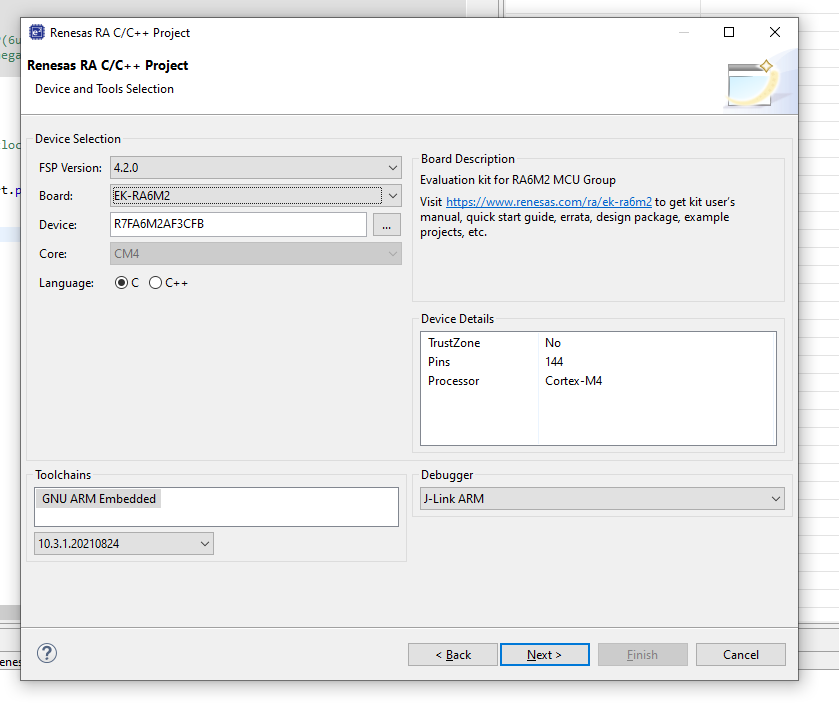 Renesas RA C/C++ Project
Renesas RA C/C++ Project
Device and Tools Selection
Device Selection
FSP Version: 4.2.0
Board: EK-RA6M2
Device: R7FA6M2AF3CFB ...
Core: CM4
Language: C C++
Board Description
Evaluation kit for RA6M2 MCU Group
Visit https://www.renesas.com/ra/ek-ra6m2 to get kit user's
manual, quick start guide, errata, design package, example
projects, etc.
Device Details
TrustZone No
Pins 144
Processor Cortex-M4
Toolchains
GNU ARM Embedded
10.3.1.20210824
Debugger
J-Link ARM
? < Back Next > Finish Cancel